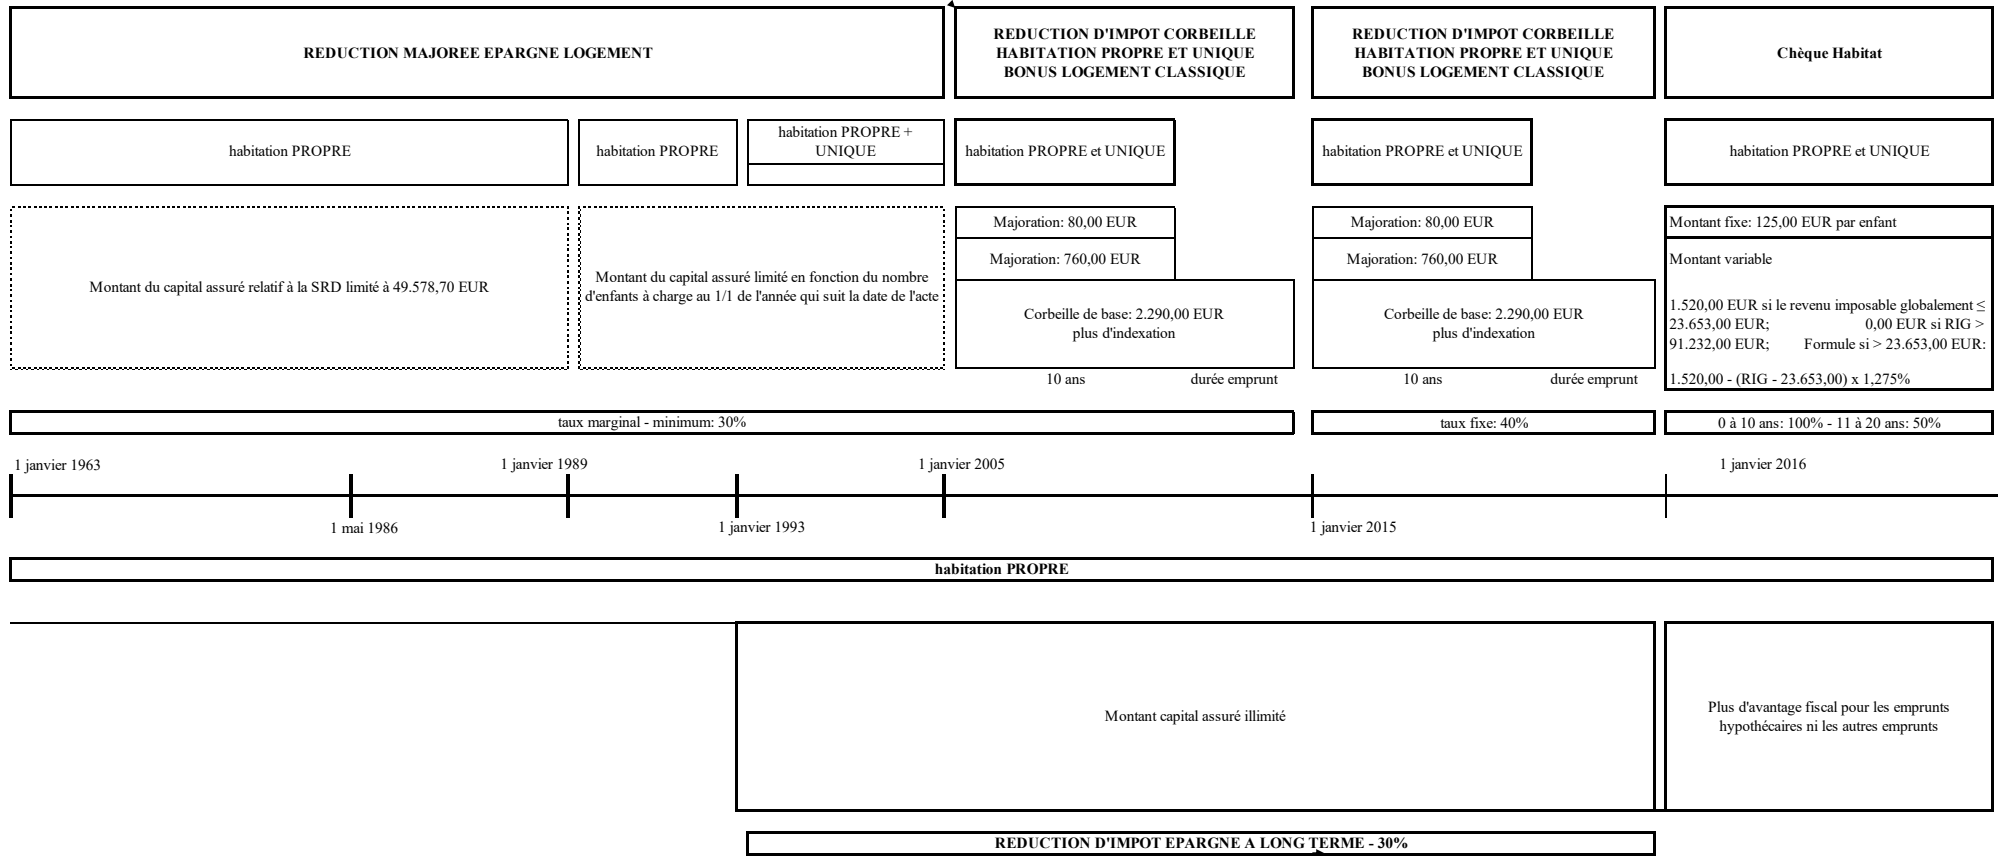 REDUCTION MAJOREE EPARGNE LOGEMENT
REDUCTION D'IMPOT CORBEILLE
HABITATION PROPRE ET UNIQUE
BONUS LOGEMENT CLASSIQUE
REDUCTION D'IMPOT CORBEILLE
HABITATION PROPRE ET UNIQUE
BONUS LOGEMENT CLASSIQUE
Chèque Habitat
habitation PROPRE
habitation PROPRE
habitation PROPRE +
UNIQUE
habitation PROPRE et UNIQUE
habitation PROPRE et UNIQUE
habitation PROPRE et UNIQUE
Montant du capital assuré relatif à la SRD limité à 49.578,70 EUR
Montant du capital assuré limité en fonction du nombre
d'enfants à charge au 1/1 de l'année qui suit la date de l'acte
Majoration: 80,00 EUR
Majoration: 760,00 EUR
Corbeille de base: 2.290,00 EUR
plus d'indexation
10 ans
durée emprunt
Majoration: 80,00 EUR
Majoration: 760,00 EUR
Corbeille de base: 2.290,00 EUR
plus d'indexation
10 ans
durée emprunt
Montant fixe: 125,00 EUR par enfant
Montant variable
1.520,00 EUR si le revenu imposable globalement ≤
23.653,00 EUR; 0,00 EUR si RIG >
91.232,00 EUR; Formule si > 23.653,00 EUR:
1.520,00 - (RIG - 23.653,00) x 1,275%
taux marginal - minimum: 30%
taux fixe: 40%
0 à 10 ans: 100% - 11 à 20 ans: 50%
1 janvier 1963
1 janvier 1989
1 janvier 2005
1 janvier 2016
1 mai 1986
1 janvier 1993
1 janvier 2015
habitation PROPRE
Montant capital assuré illimité
Plus d'avantage fiscal pour les emprunts
hypothécaires ni les autres emprunts
REDUCTION D'IMPOT EPARGNE A LONG TERME - 30%